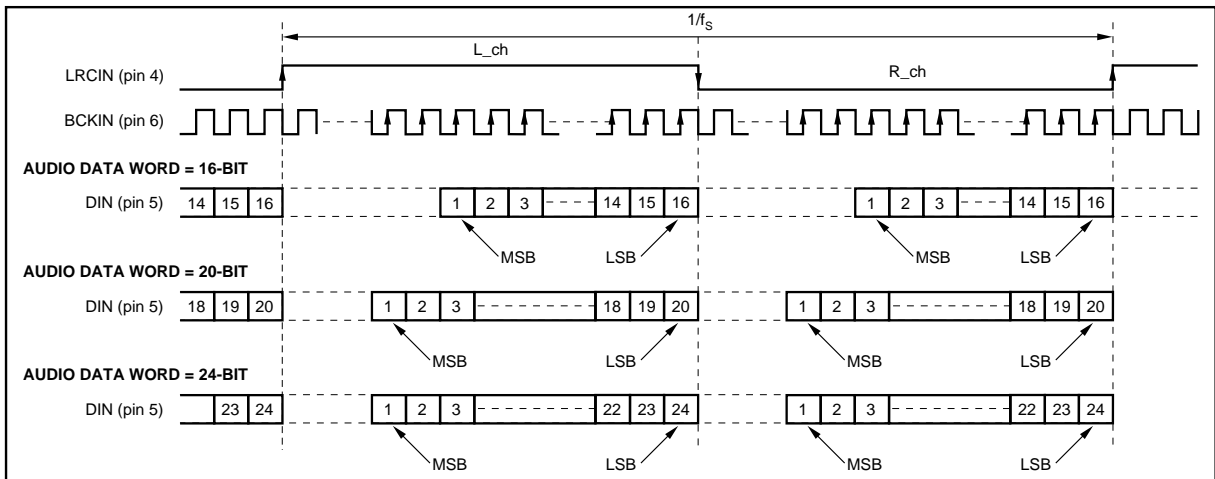 1/fS
L_ch
R_ch
LRCIN (pin 4)
BCKIN (pin 6)
AUDIO DATA WORD = 16-BIT
DIN (pin 5) 14 15 16 1 2 3 14 15 16 1 2 3 14 15 16
MSB LSB MSB LSB
AUDIO DATA WORD = 20-BIT
DIN (pin 5) 18 19 20 1 2 3 18 19 20 1 2 3 18 19 20
MSB LSB MSB LSB
AUDIO DATA WORD = 24-BIT
DIN (pin 5) 23 24 1 2 3 22 23 24 1 2 3 22 23 24
MSB LSB MSB LSB